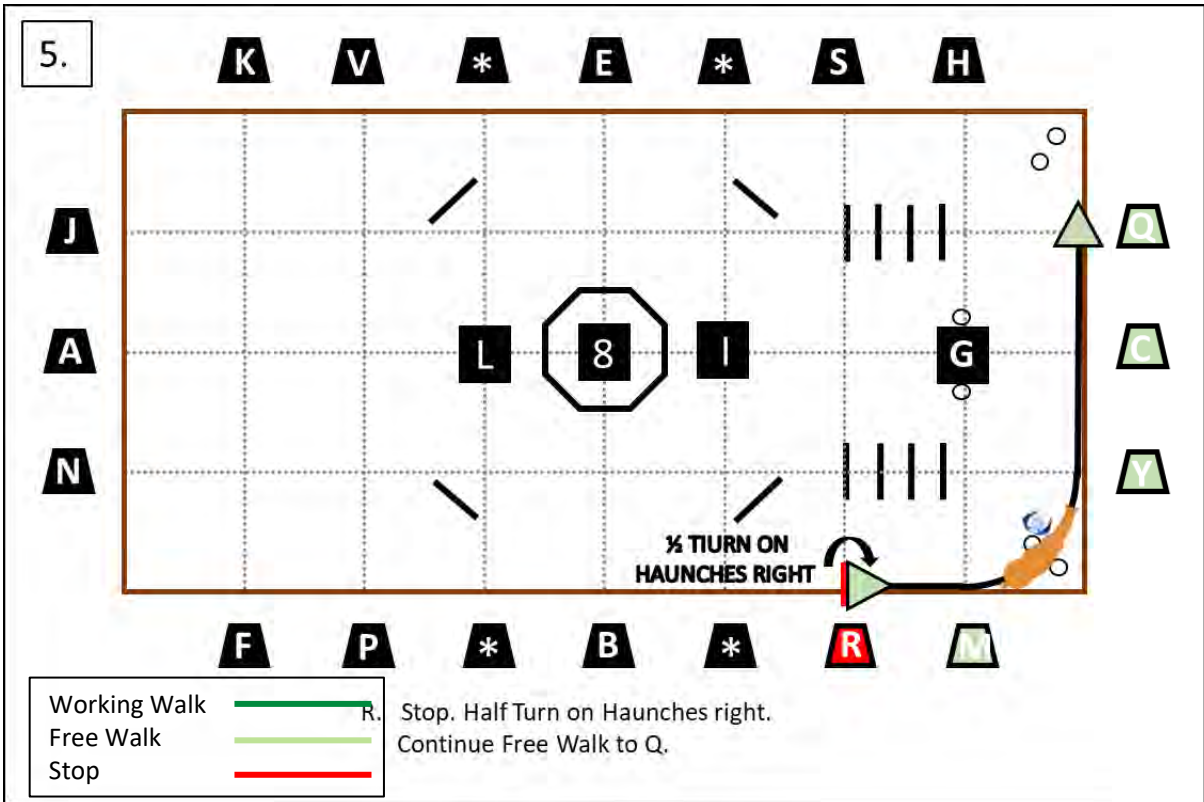 5.
K V * E * S H
J
Q
L 8 I
A
G
C
N
Y
½ TIURN ON
HAUNCHES RIGHT
F P * B * R M
Working Walk
Free Walk
Stop
R. Stop. Half Turn on Haunches right.
Continue Free Walk to Q.